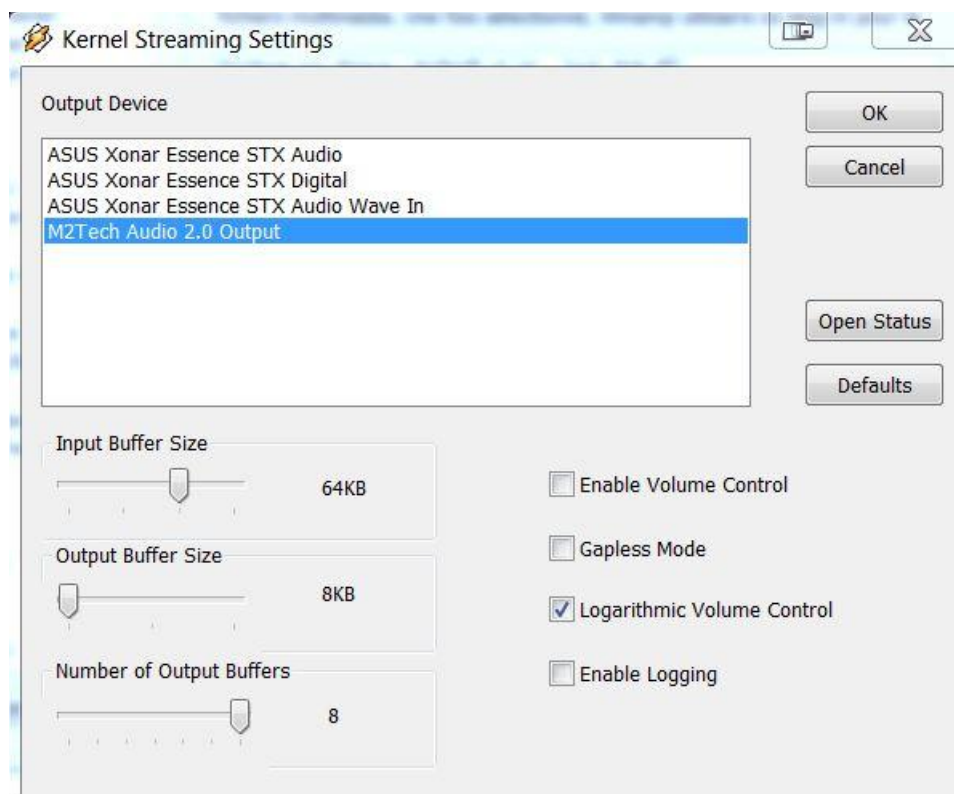 Kernel Streaming Settings
Output Device
OK
ASUS Xonar Essence STX Audio
ASUS Xonar Essence STX Digital
Cancel
ASUS Xonar Essence STX Audio Wave In
M2Tech Audio 2.0 Output
Open Status
Defaults
Input Buffer Size
64KB
Enable Volume Control
Gapless Mode
Output Buffer Size
8KB
Logarithmic Volume Control
Number of Output Buffers
Enable Logging
8